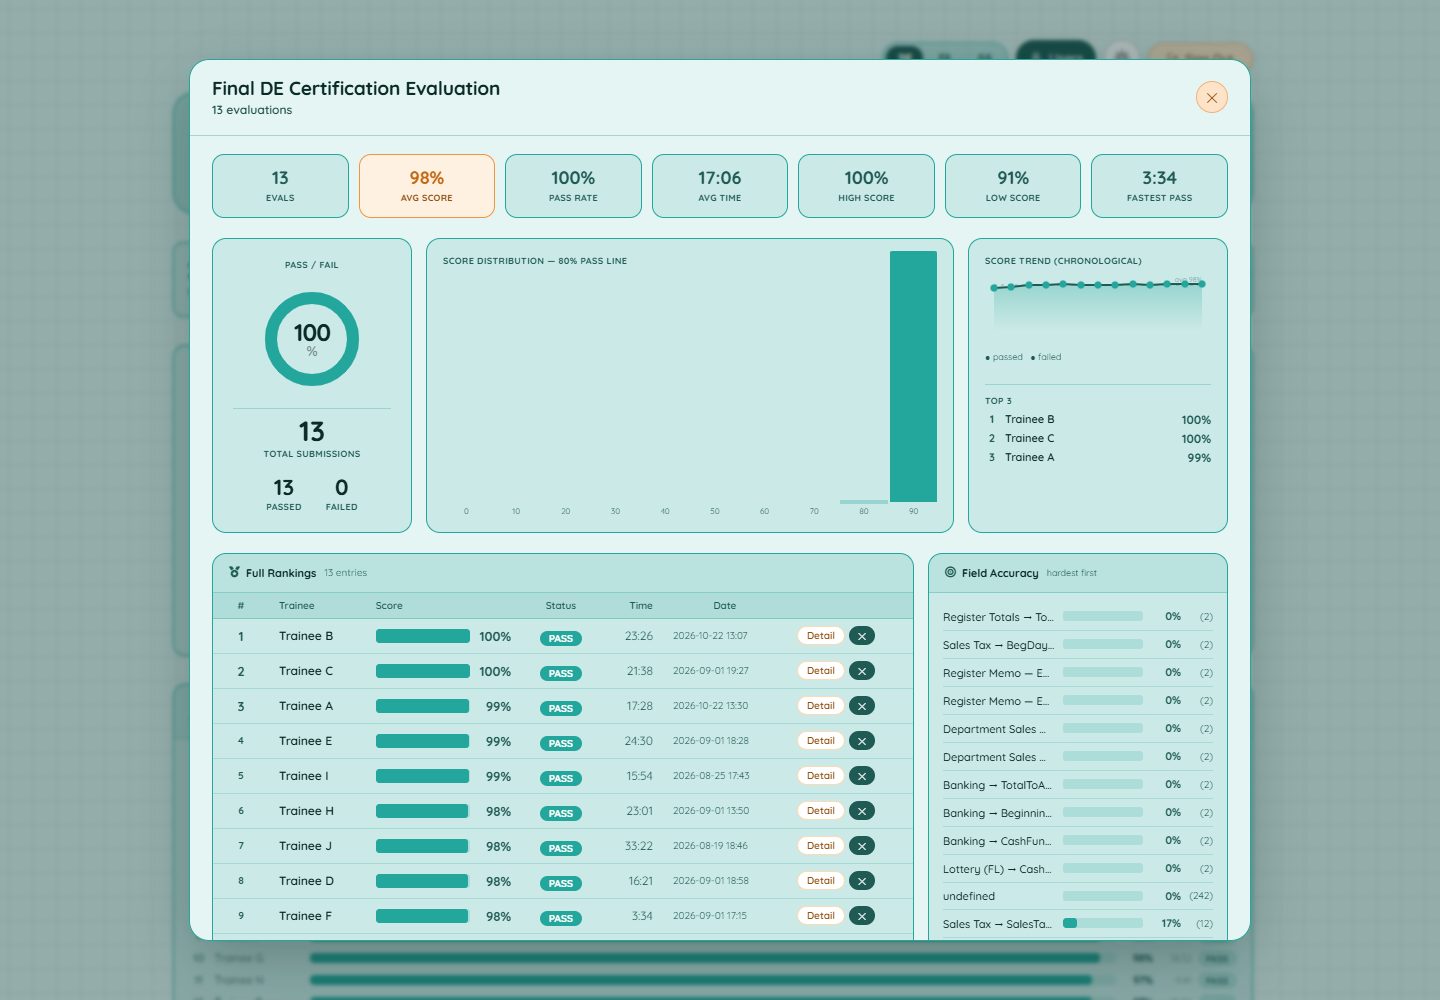 Final DE Certification Evaluation
13 evaluations
13
EVALS
98%
AVG SCORE
100%
PASS RATE
17:06
AVG TIME
100%
HIGH SCORE
91%
LOW SCORE
3:34
FASTEST PASS
PASS / FAIL
100
%
13
TOTAL SUBMISSIONS
13
PASSED
0
FAILED
SCORE DISTRIBUTION — 80% PASS LINE
0 10 20 30 40 50 60 70 80 90
SCORE TREND (CHRONOLOGICAL)
avg 98%
● passed ● failed
TOP 3
1 Trainee B 100%
2 Trainee C 100%
3 Trainee A 99%
Full Rankings 13 entries
# Trainee Score Status Time Date
1 Trainee B 100% PASS 23:26 2026-10-22 13:07 Detail ×
2 Trainee C 100% PASS 21:38 2026-09-01 19:27 Detail ×
3 Trainee A 99% PASS 17:28 2026-10-22 13:30 Detail ×
4 Trainee E 99% PASS 24:30 2026-09-01 18:28 Detail ×
5 Trainee I 99% PASS 15:54 2026-08-25 17:43 Detail ×
6 Trainee H 98% PASS 23:01 2026-09-01 13:50 Detail ×
7 Trainee J 98% PASS 33:22 2026-08-19 18:46 Detail ×
8 Trainee D 98% PASS 16:21 2026-09-01 18:58 Detail ×
9 Trainee F 98% PASS 3:34 2026-09-01 17:15 Detail ×
Field Accuracy hardest first
Register Totals → To... 0% (2)
Sales Tax → BegDay... 0% (2)
Register Memo — E... 0% (2)
Register Memo — E... 0% (2)
Department Sales ... 0% (2)
Department Sales ... 0% (2)
Banking → TotalToA... 0% (2)
Banking → Beginnin... 0% (2)
Banking → CashFun... 0% (2)
Lottery (FL) → Cash... 0% (2)
undefined 0% (242)
Sales Tax → SalesTa... 17% (12)